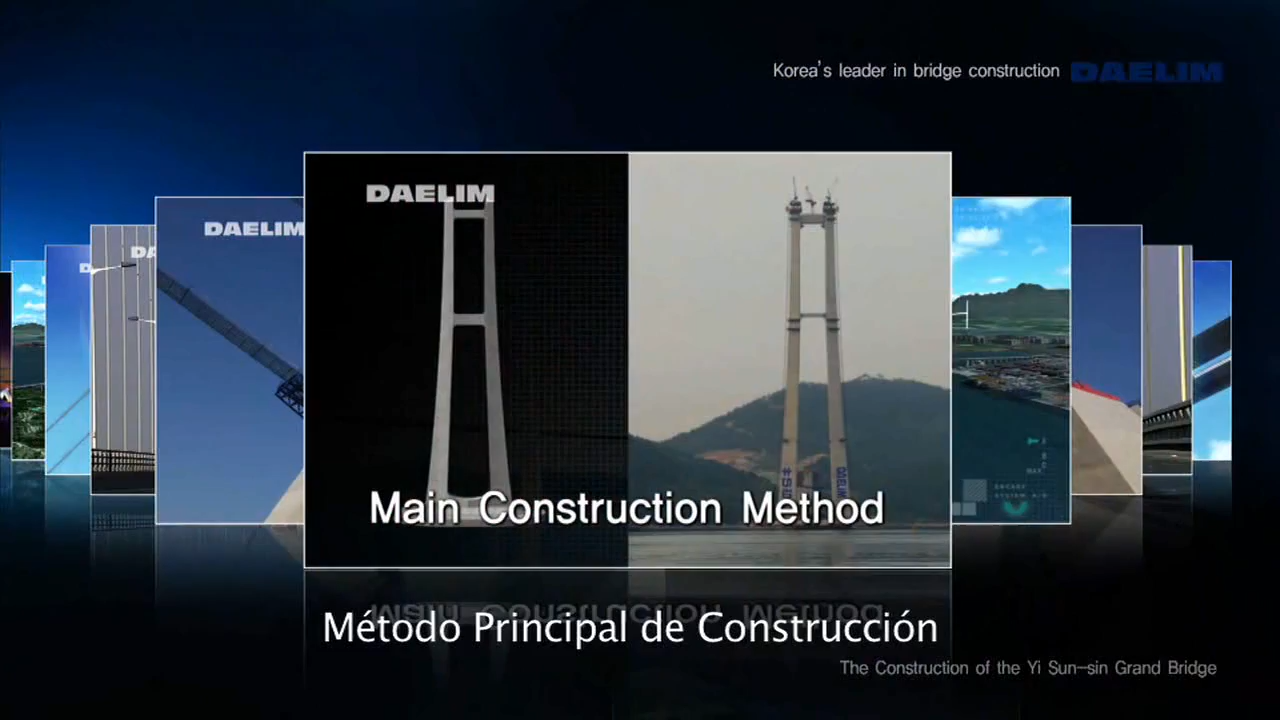 Korea's leader in bridge construction DAELIM
DAELIM
DAELIM
Main Construction Method
Método Principal de Construcción
The Construction of the Yi Sun-sin Grand Bridge